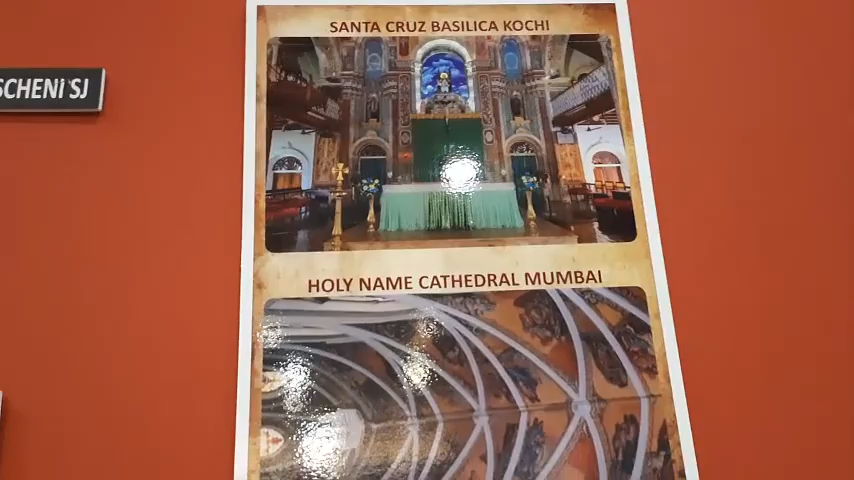 SANTA CRUZ BASILICA KOCHI
SCHENi SJ
HOLY NAME CATHEDRAL MUMBAI